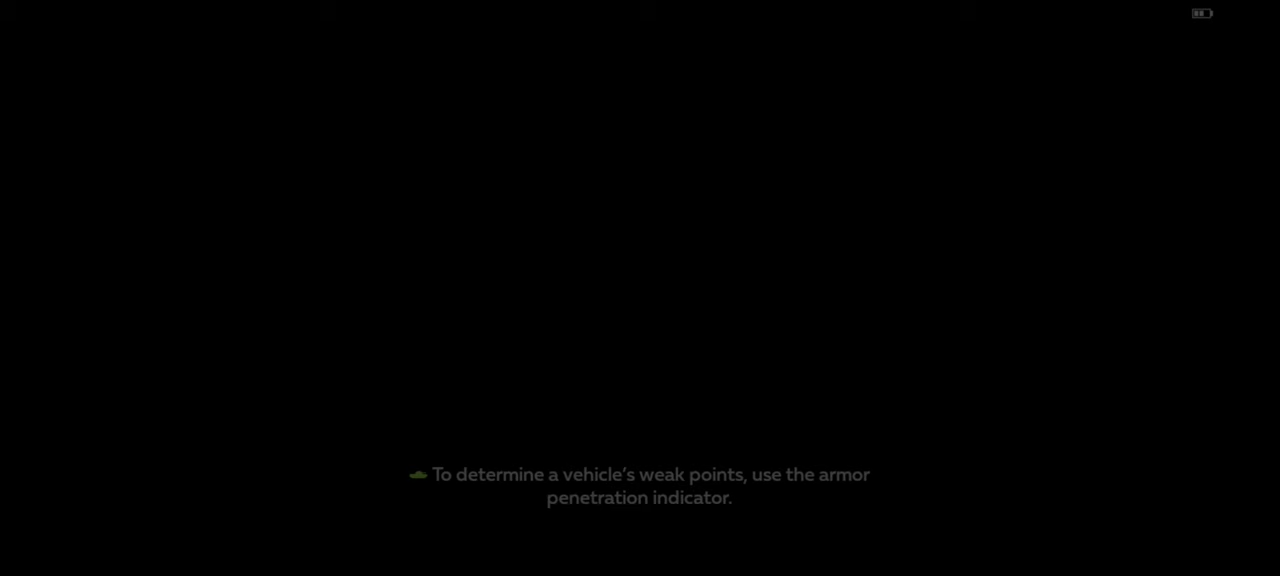 To determine a vehicle’s weak points, use the armor
penetration indicator.